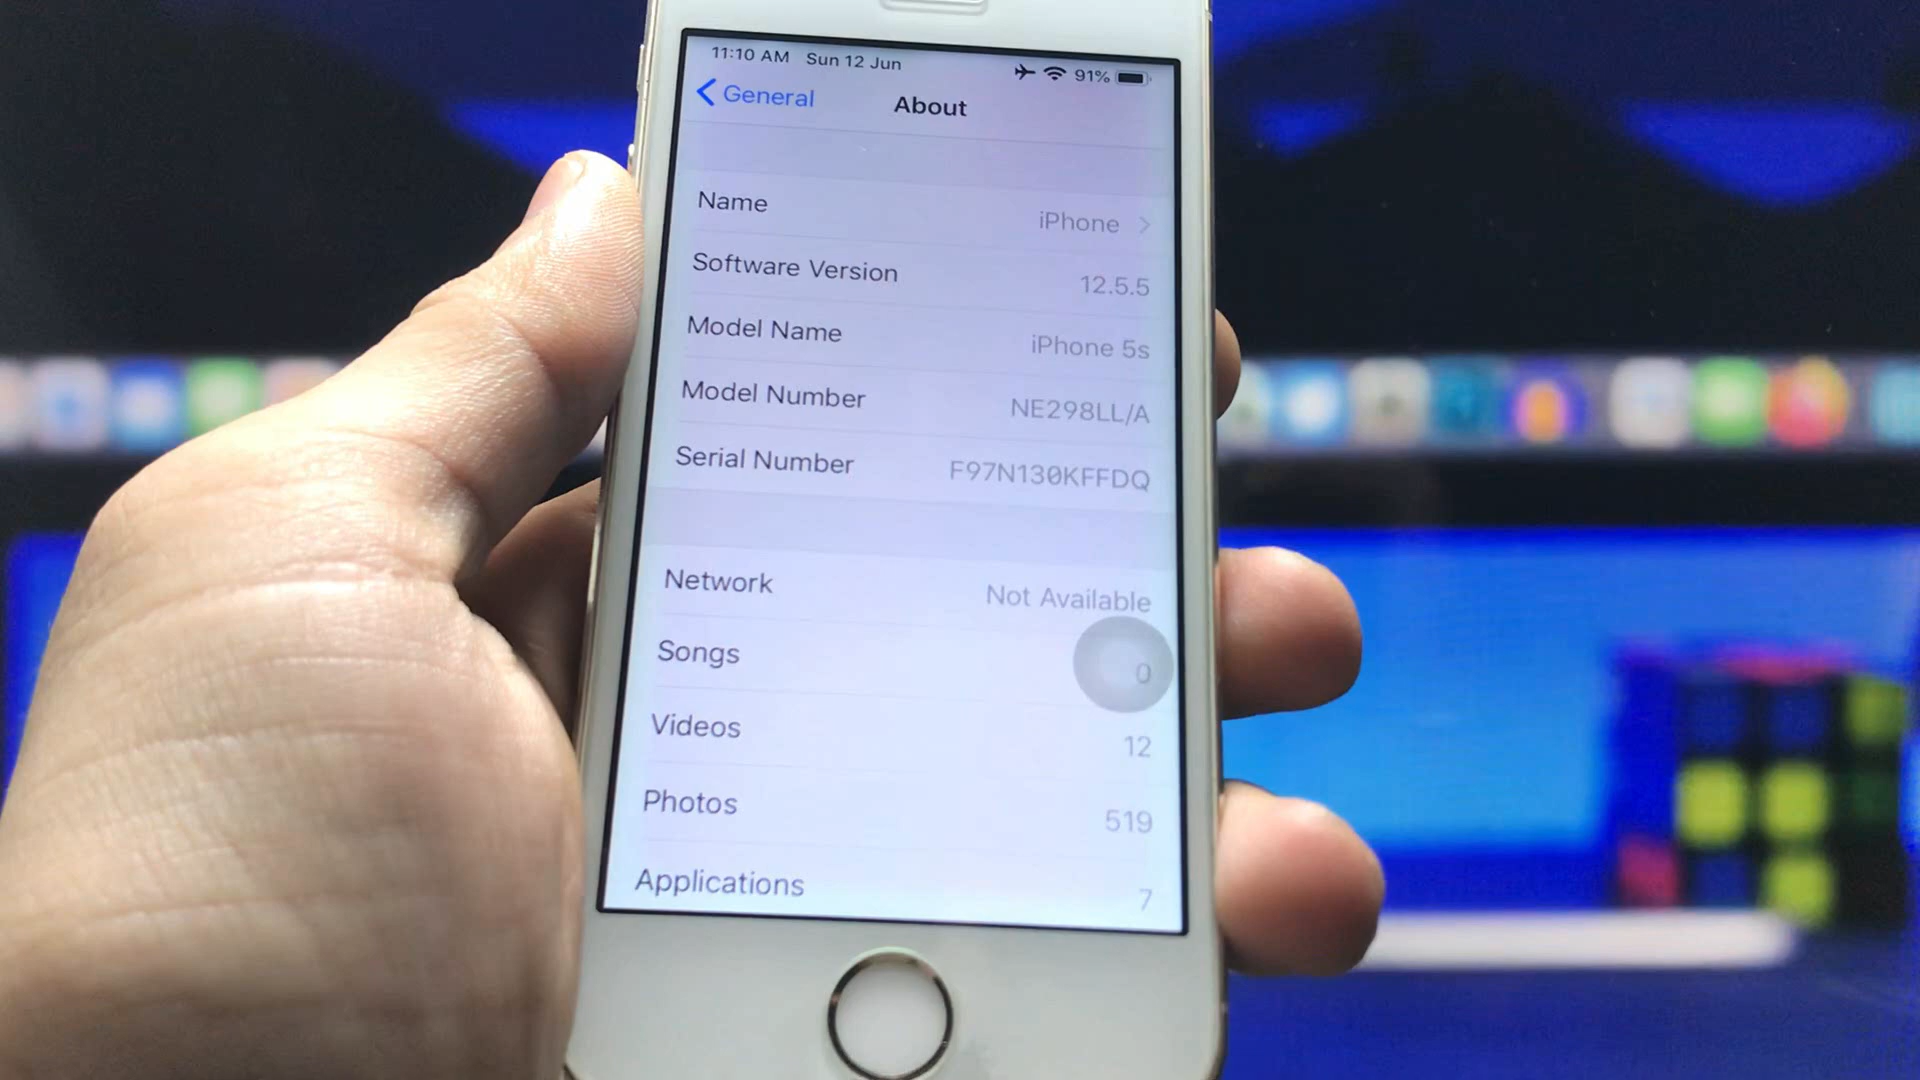 11:10 AM Sun 12 Jun 91%
General About
Name iPhone
Software Version 12.5.5
Model Name iPhone 5s
Model Number NE298LL/A
Serial Number F97N130KFFDQ
Network Not Available
Songs 0
Videos 12
Photos 519
Applications 7